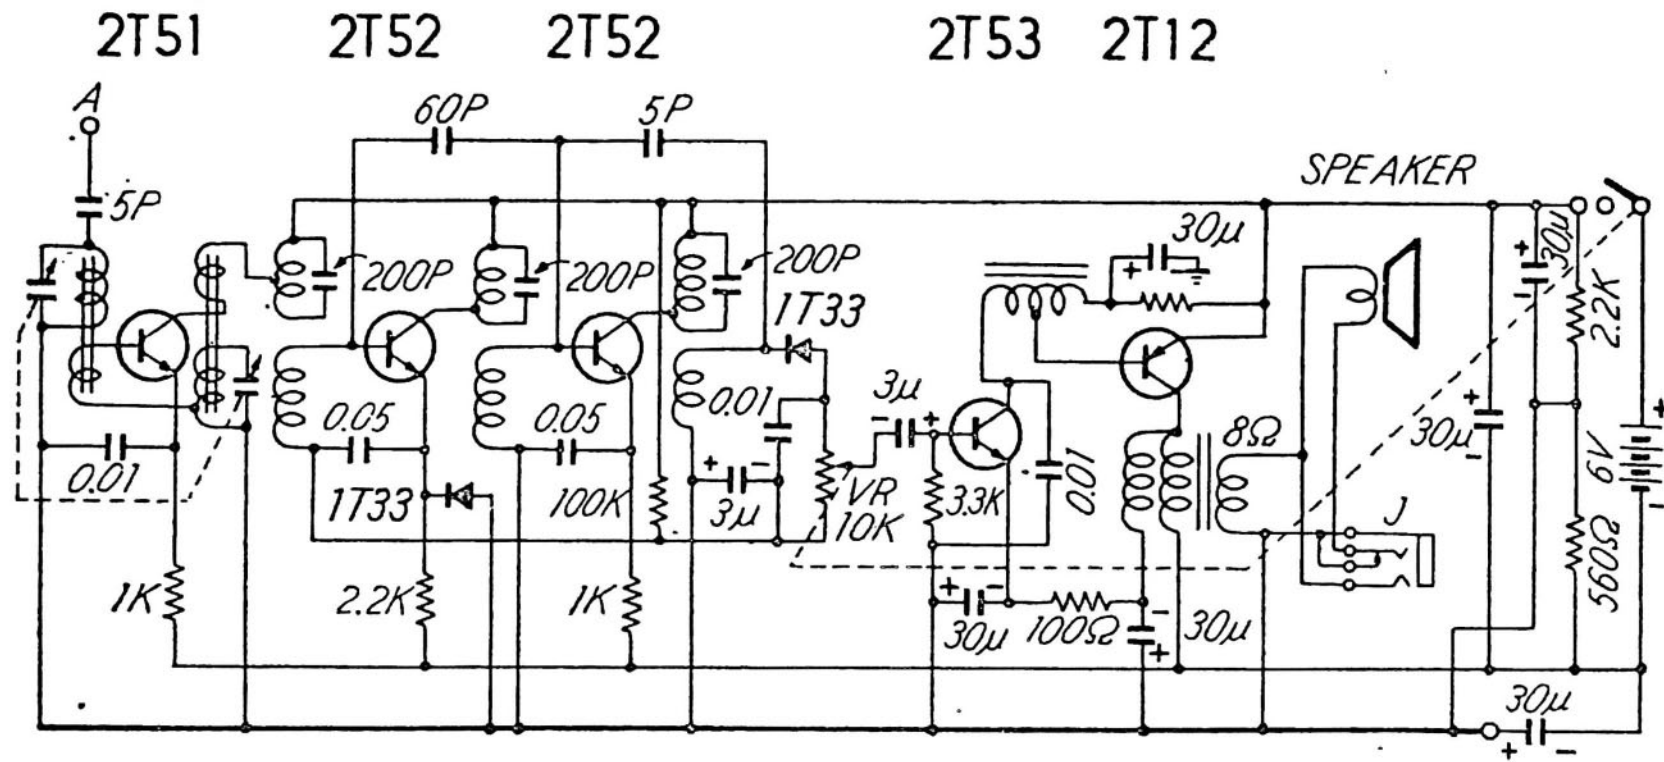 2T51 2T52 2T52 2T53 2T12
A
60P 5P
5P
SPEAKER
200P 200P 200P
30μ
+
30μ
+
-
2.2K
1T33
0.05 0.05 0.01
3μ
- +
8Ω
30μ
+
-
6V
+
-
0.01
1T33 100K
+ -
3μ
VR
10K
3.3K
0.01
J
560Ω
1K 2.2K 1K
+ -
30μ
100Ω
-
+
30μ
30μ
+ -